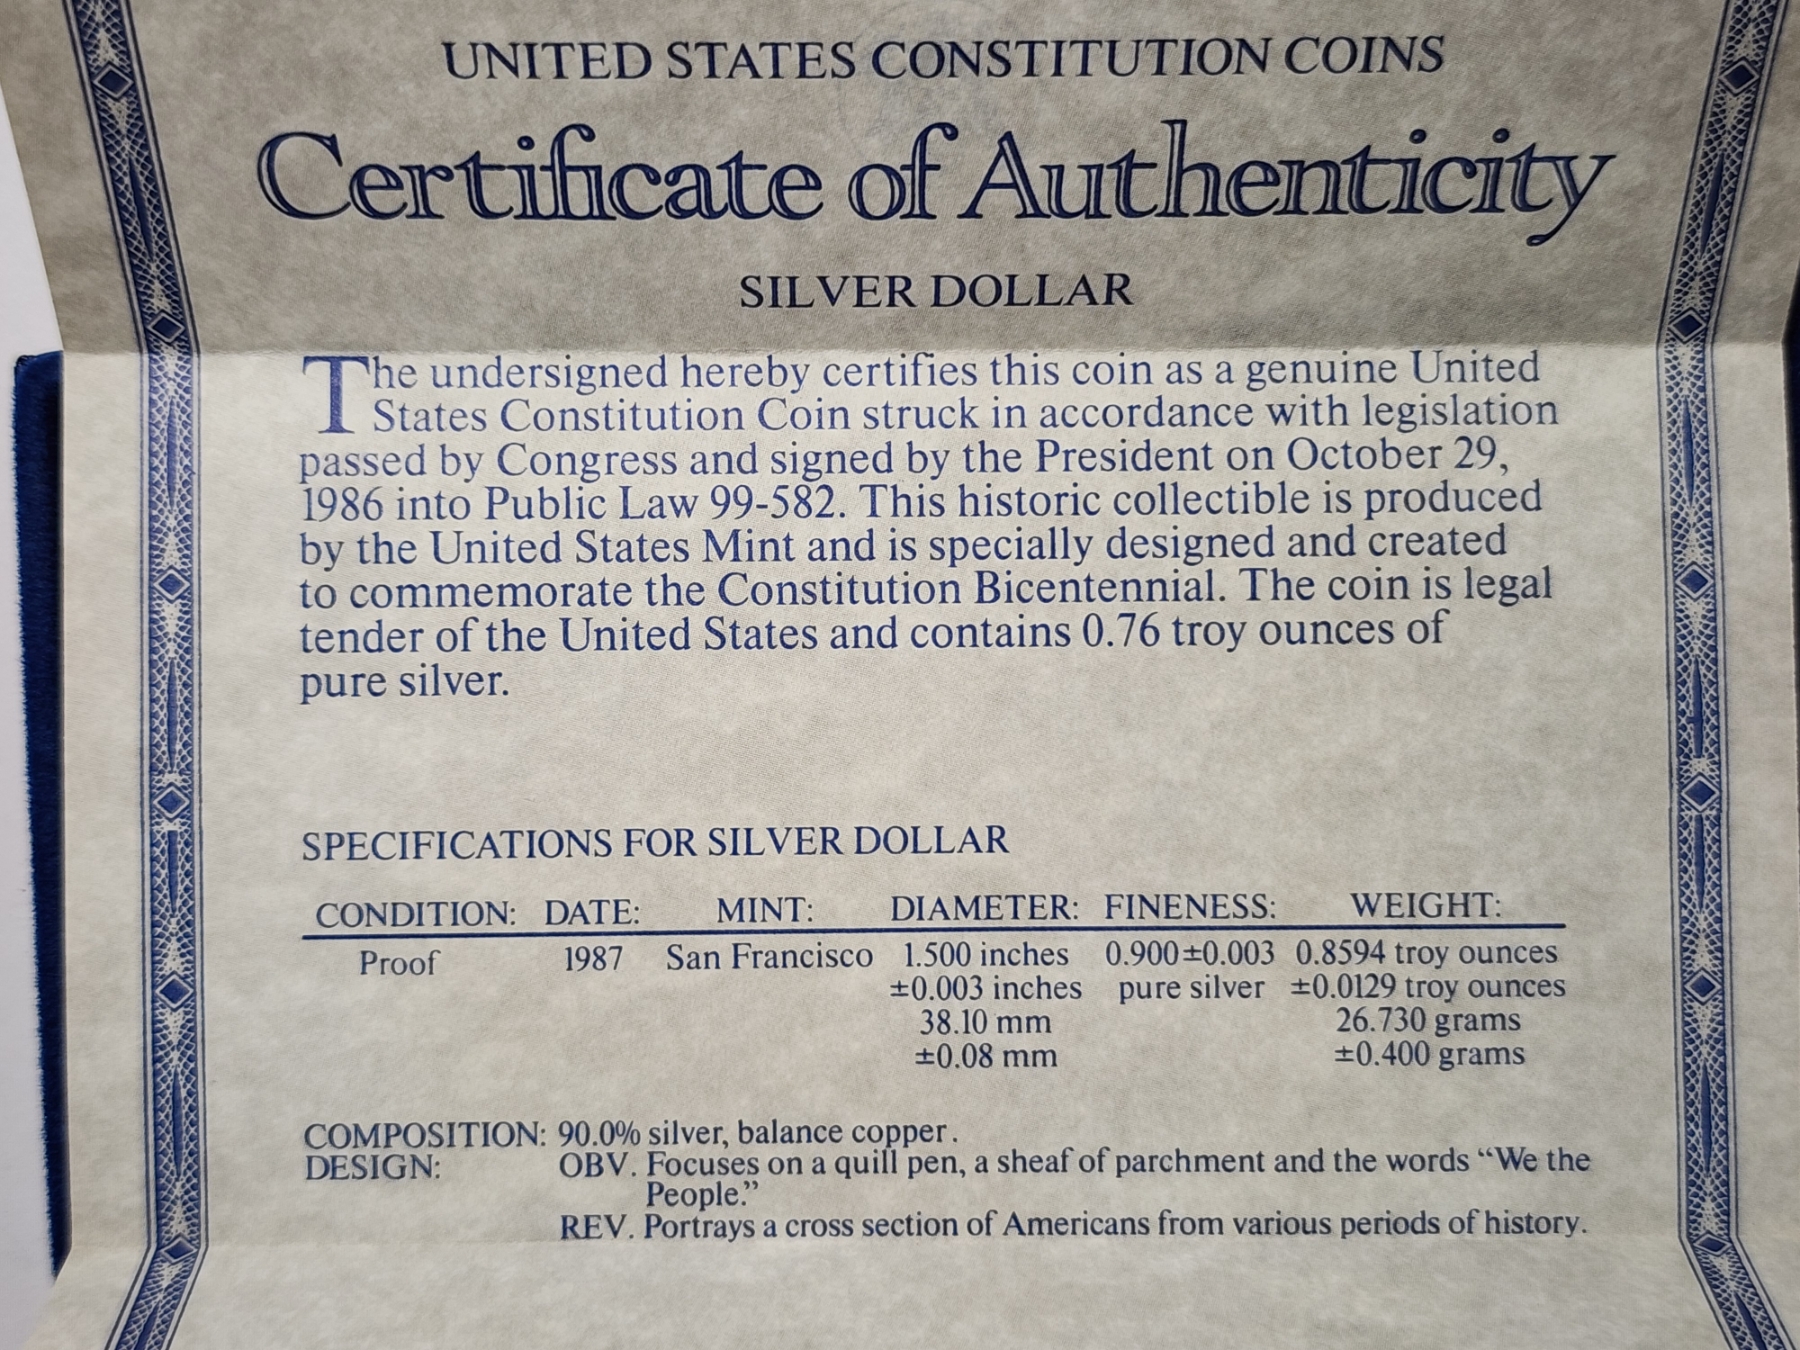 UNITED STATES CONSTITUTION COINS
Certificate of Authenticity
SILVER DOLLAR
The undersigned hereby certifies this coin as a genuine United
States Constitution Coin struck in accordance with legislation
passed by Congress and signed by the President on October 29,
1986 into Public Law 99-582. This historic collectible is produced
by the United States Mint and is specially designed and created
to commemorate the Constitution Bicentennial. The coin is legal
tender of the United States and contains 0.76 troy ounces of
pure silver.
SPECIFICATIONS FOR SILVER DOLLAR
CONDITION: DATE: MINT: DIAMETER: FINENESS: WEIGHT:
Proof 1987 San Francisco 1.500 inches 0.900±0.003 0.8594 troy ounces
±0.003 inches pure silver ±0.0129 troy ounces
38.10 mm 26.730 grams
±0.08 mm ±0.400 grams
COMPOSITION: 90.0% silver, balance copper.
DESIGN: OBV. Focuses on a quill pen, a sheaf of parchment and the words “We the
People.”
REV. Portrays a cross section of Americans from various periods of history.